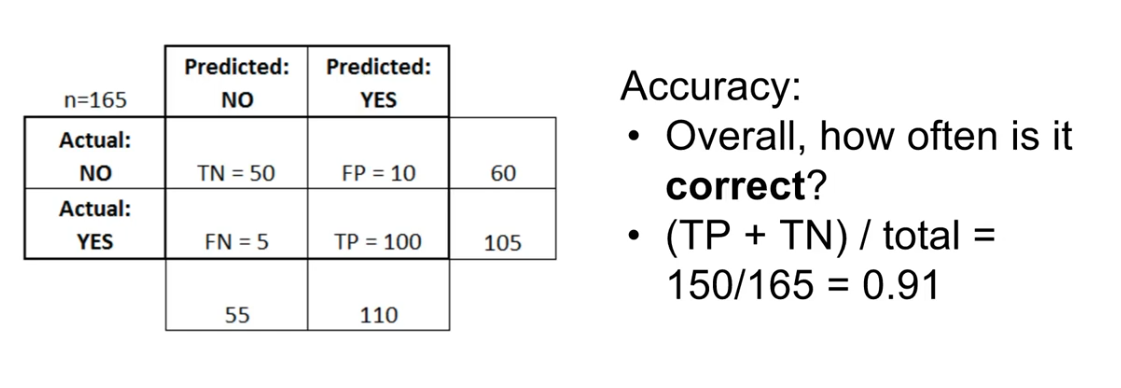 Predicted: Predicted:
n=165 NO YES
Actual:
NO TN = 50 FP = 10 60
Actual:
YES FN = 5 TP = 100 105
55 110
Accuracy:
• Overall, how often is it
correct?
• (TP + TN) / total =
150/165 = 0.91